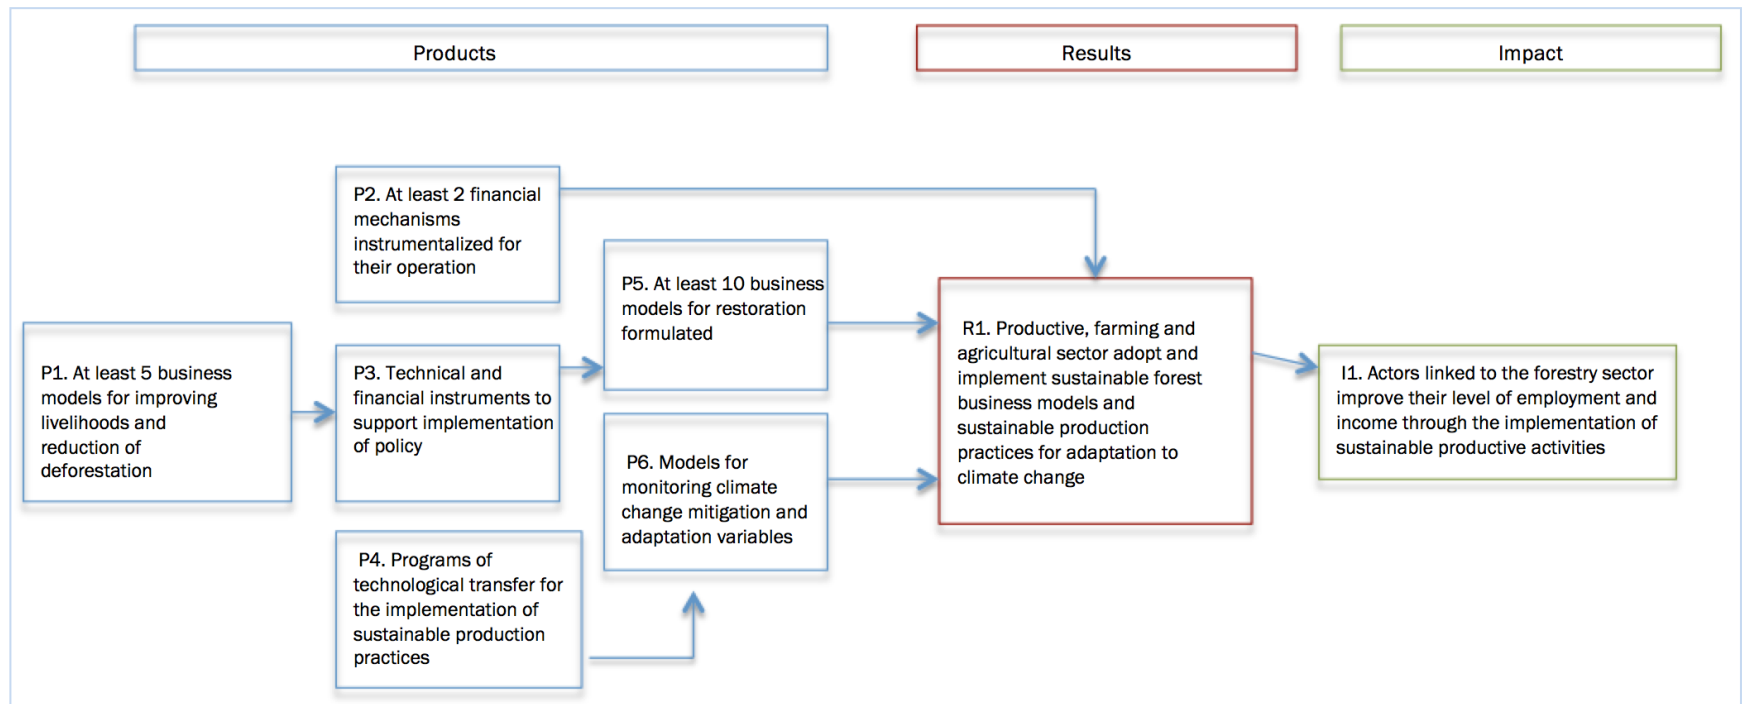 Products
Results
Impact
P2. At least 2 financial
mechanisms
instrumentalized for
their operation
P5. At least 10 business
models for restoration
formulated
P1. At least 5 business
models for improving
livelihoods and
reduction of
deforestation
P3. Technical and
financial instruments to
support implementation
of policy
P6. Models for
monitoring climate
change mitigation and
adaptation variables
P4. Programs of
technological transfer for
the implementation of
sustainable production
practices
R1. Productive, farming and
agricultural sector adopt and
implement sustainable forest
business models and
sustainable production
practices for adaptation to
climate change
I1. Actors linked to the forestry sector
improve their level of employment and
income through the implementation of
sustainable productive activities